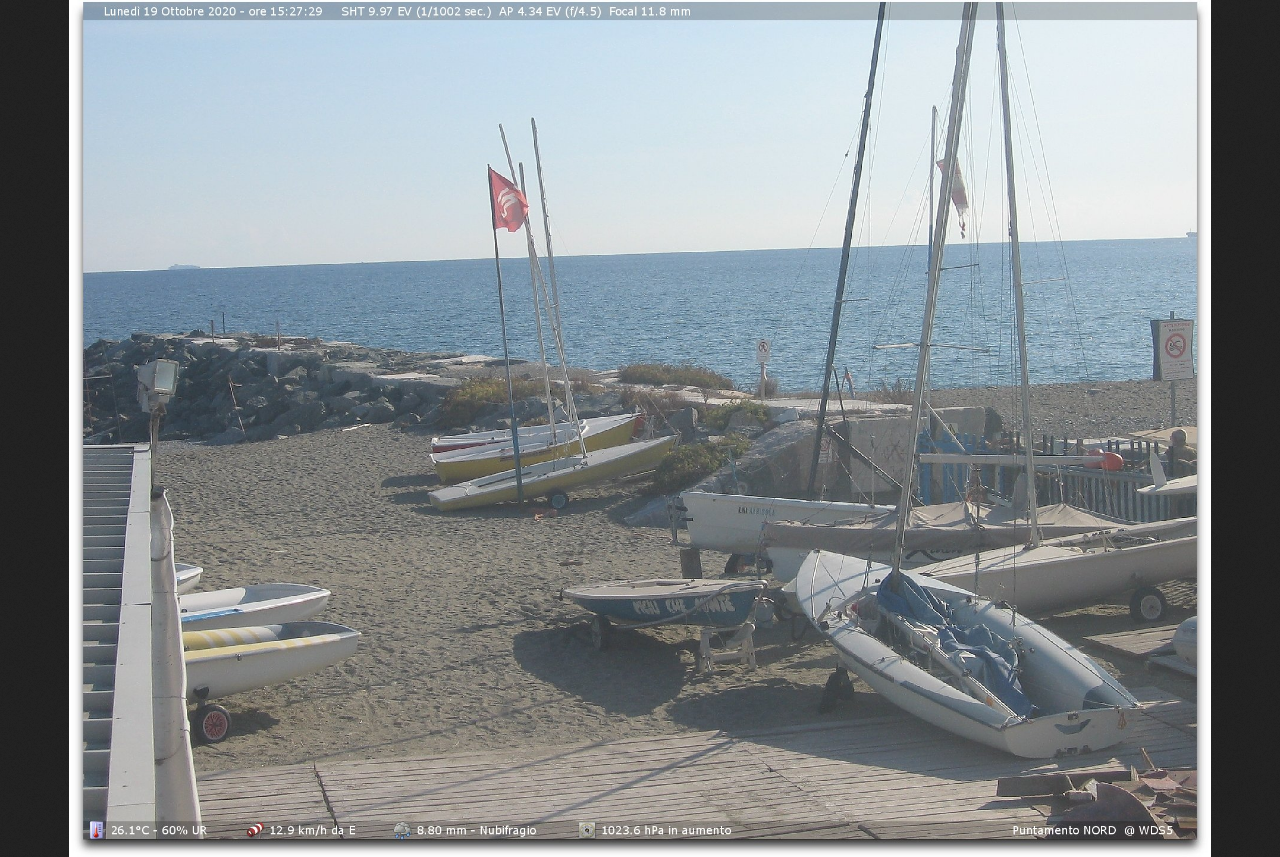 Lunedi 19 Ottobre 2020 - ore 15:27:29 SHT 9.97 EV (1/1002 sec.) AP 4.34 EV (f/4.5) Focal 11.8 mm
26.1°C - 60% UR 12.9 km/h da E 8.80 mm - Nubifragio 1023.6 hPa in aumento Puntamento NORD @ WDS5